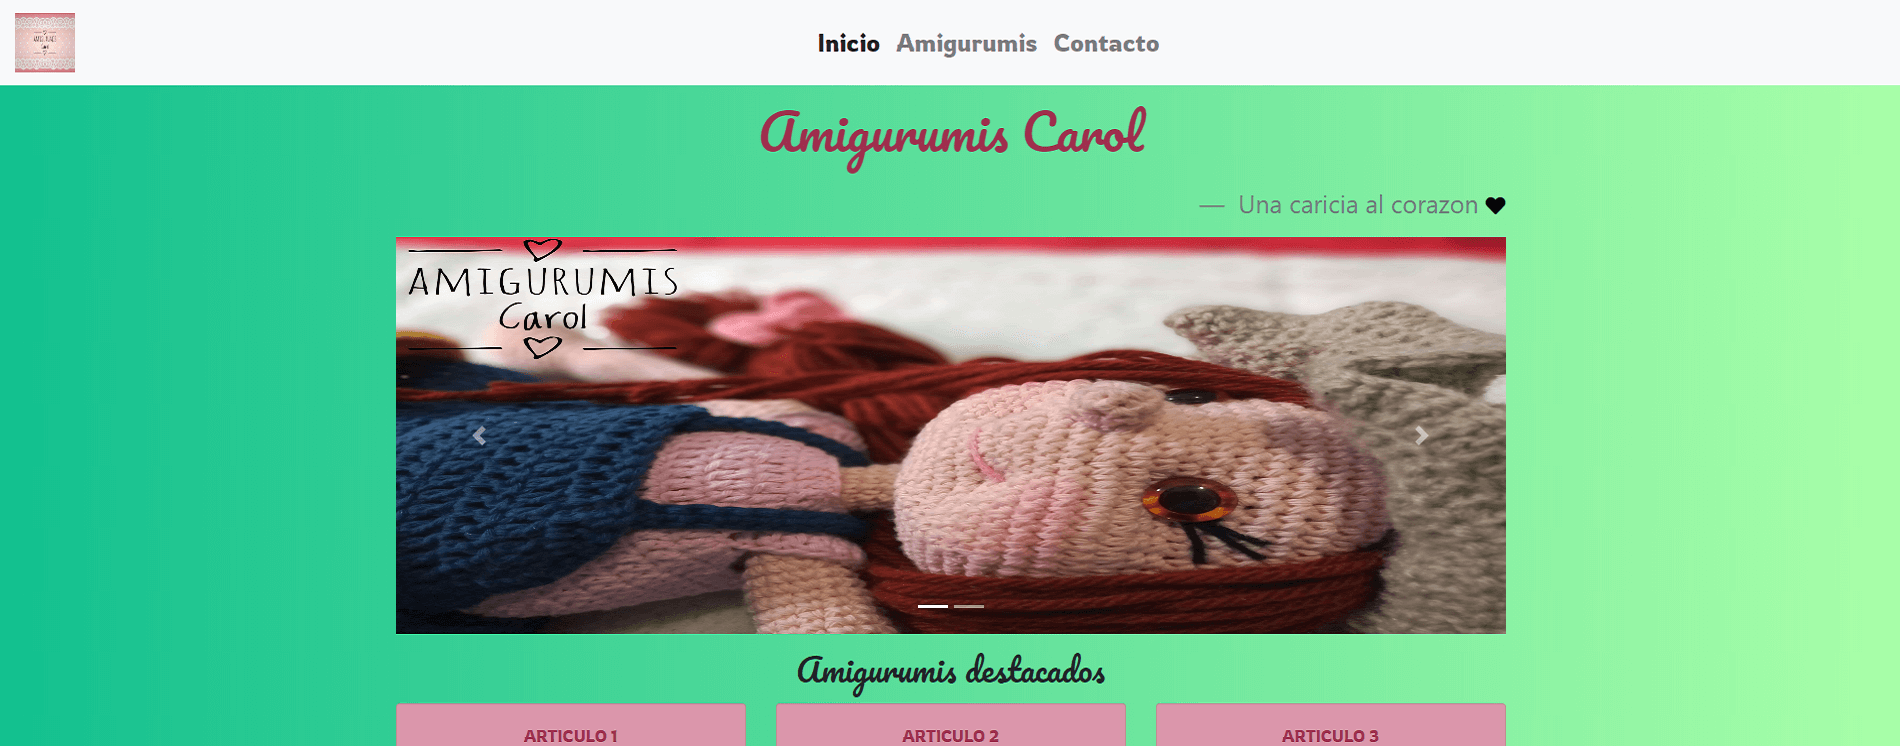 Inicio Amigurumis Contacto
Amigurumis Carol
— Una caricia al corazon
AMIGURUMIS
Carol
Amigurumis destacados
ARTICULO 1 ARTICULO 2 ARTICULO 3